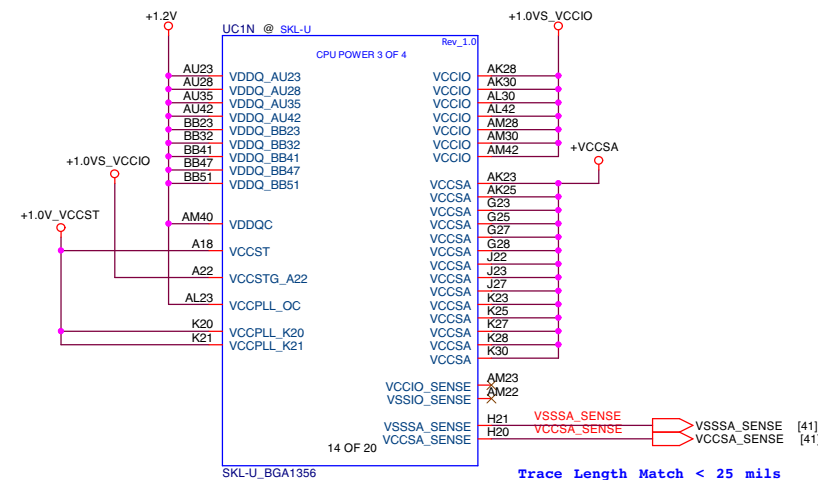 +1.2V
+1.0VS_VCCIO
UC1N @ SKL-U
Rev_1.0
CPU POWER 3 OF 4
AU23 VDDQ_AU23
AU28 VDDQ_AU28
AU35 VDDQ_AU35
AU42 VDDQ_AU42
BB23 VDDQ_BB23
BB32 VDDQ_BB32
BB41 VDDQ_BB41
BB47 VDDQ_BB47
BB51 VDDQ_BB51
+1.0VS_VCCIO
+1.0V_VCCST
AM40 VDDQC
A18 VCCST
A22 VCCSTG_A22
AL23 VCCPLL_OC
K20 VCCPLL_K20
K21 VCCPLL_K21
VCCIO AK28
VCCIO AK30
VCCIO AL30
VCCIO AL42
VCCIO AM28
VCCIO AM30
VCCIO AM42
+VCCSA
VCCSA AK23
VCCSA AK25
VCCSA G23
VCCSA G25
VCCSA G27
VCCSA G28
VCCSA J22
VCCSA J23
VCCSA J27
VCCSA K23
VCCSA K25
VCCSA K27
VCCSA K28
VCCSA K30
VCCIO_SENSE AM23
VSSIO_SENSE AM22
VSSSA_SENSE H21 VSSSA_SENSE VSSSA_SENSE [41]
VCCSA_SENSE H20 VCCSA_SENSE VCCSA_SENSE [41]
14 OF 20
SKL-U_BGA1356
Trace Length Match < 25 mils